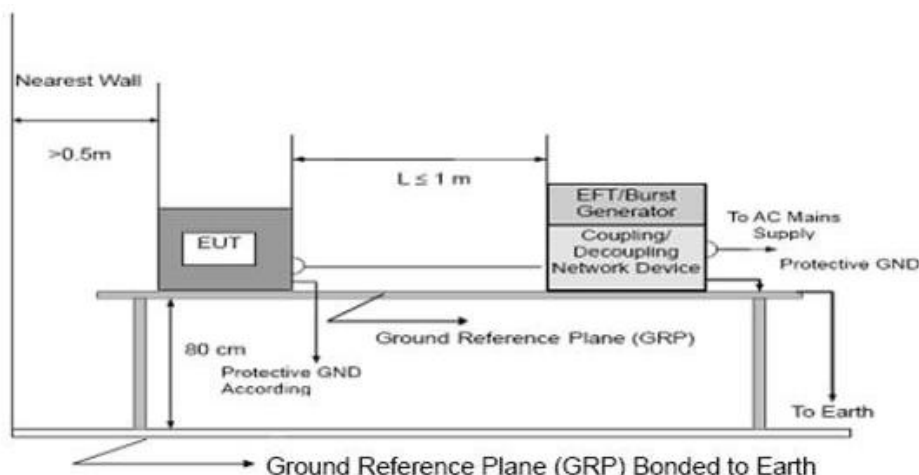 Nearest Wall
>0.5m
L ≤ 1 m
EUT
EFT/Burst
Generator
Coupling/
Decoupling
Network Device
To AC Mains
Supply
Protective GND
Ground Reference Plane (GRP)
80 cm
Protective GND
According
To Earth
Ground Reference Plane (GRP) Bonded to Earth